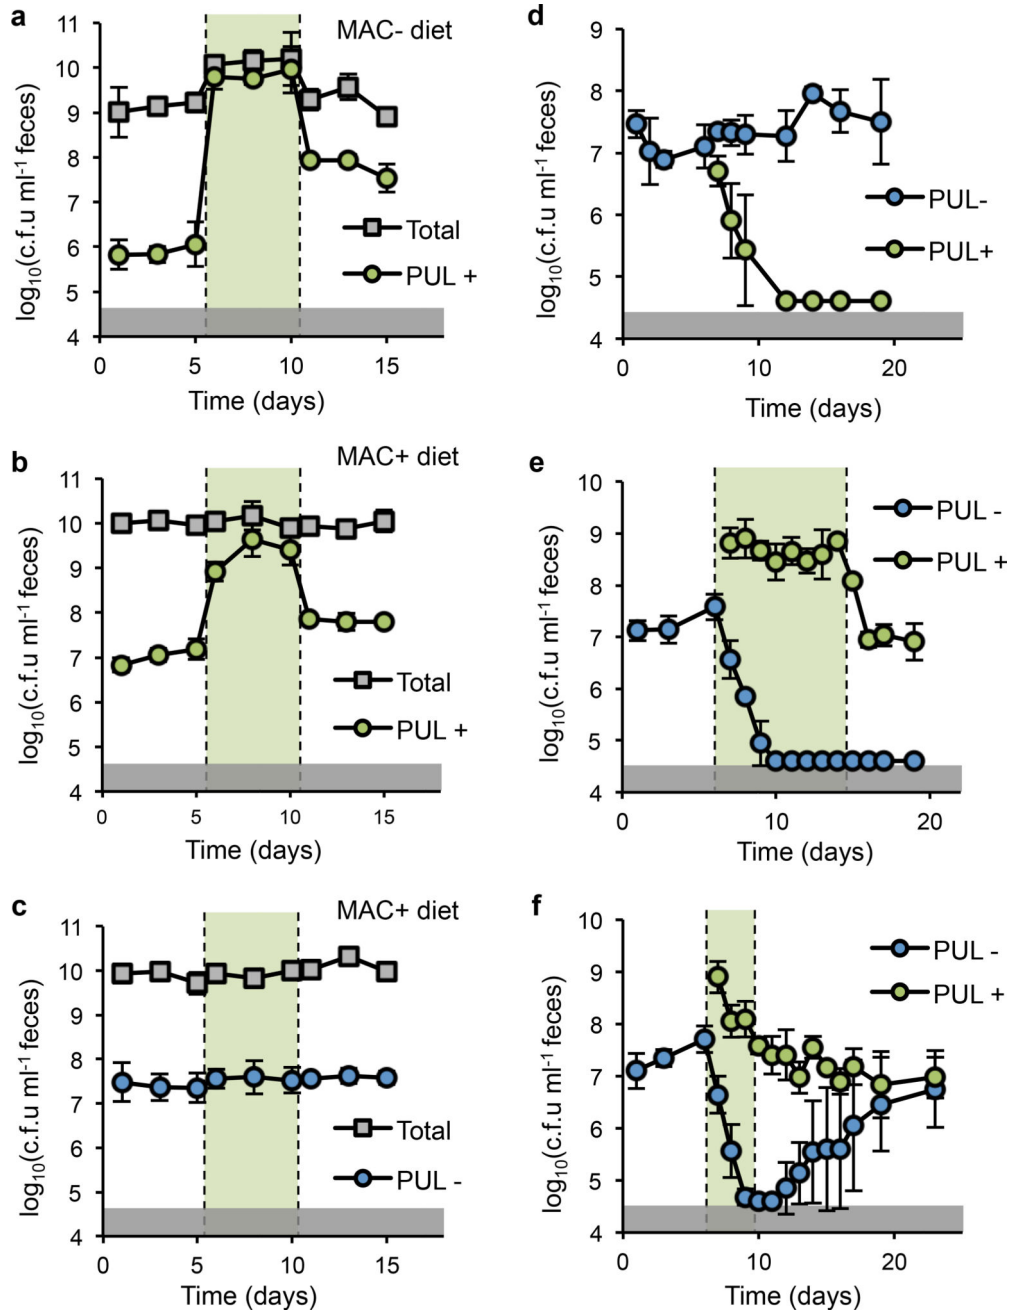 a
MAC- diet
log₁₀(c.f.u ml⁻¹ feces)
11
10
9
8
7
6
5
4
Total
PUL +
0 5 10 15
Time (days)
b
MAC+ diet
log₁₀(c.f.u ml⁻¹ feces)
11
10
9
8
7
6
5
4
Total
PUL +
0 5 10 15
Time (days)
c
MAC+ diet
log₁₀(c.f.u ml⁻¹ feces)
11
10
9
8
7
6
5
4
Total
PUL -
0 5 10 15
Time (days)
d
log₁₀(c.f.u ml⁻¹ feces)
9
8
7
6
5
4
PUL-
PUL+
0 10 20
Time (days)
e
log₁₀(c.f.u ml⁻¹ feces)
10
9
8
7
6
5
4
PUL -
PUL +
0 10 20
Time (days)
f
log₁₀(c.f.u ml⁻¹ feces)
10
9
8
7
6
5
4
PUL -
PUL +
0 10 20
Time (days)